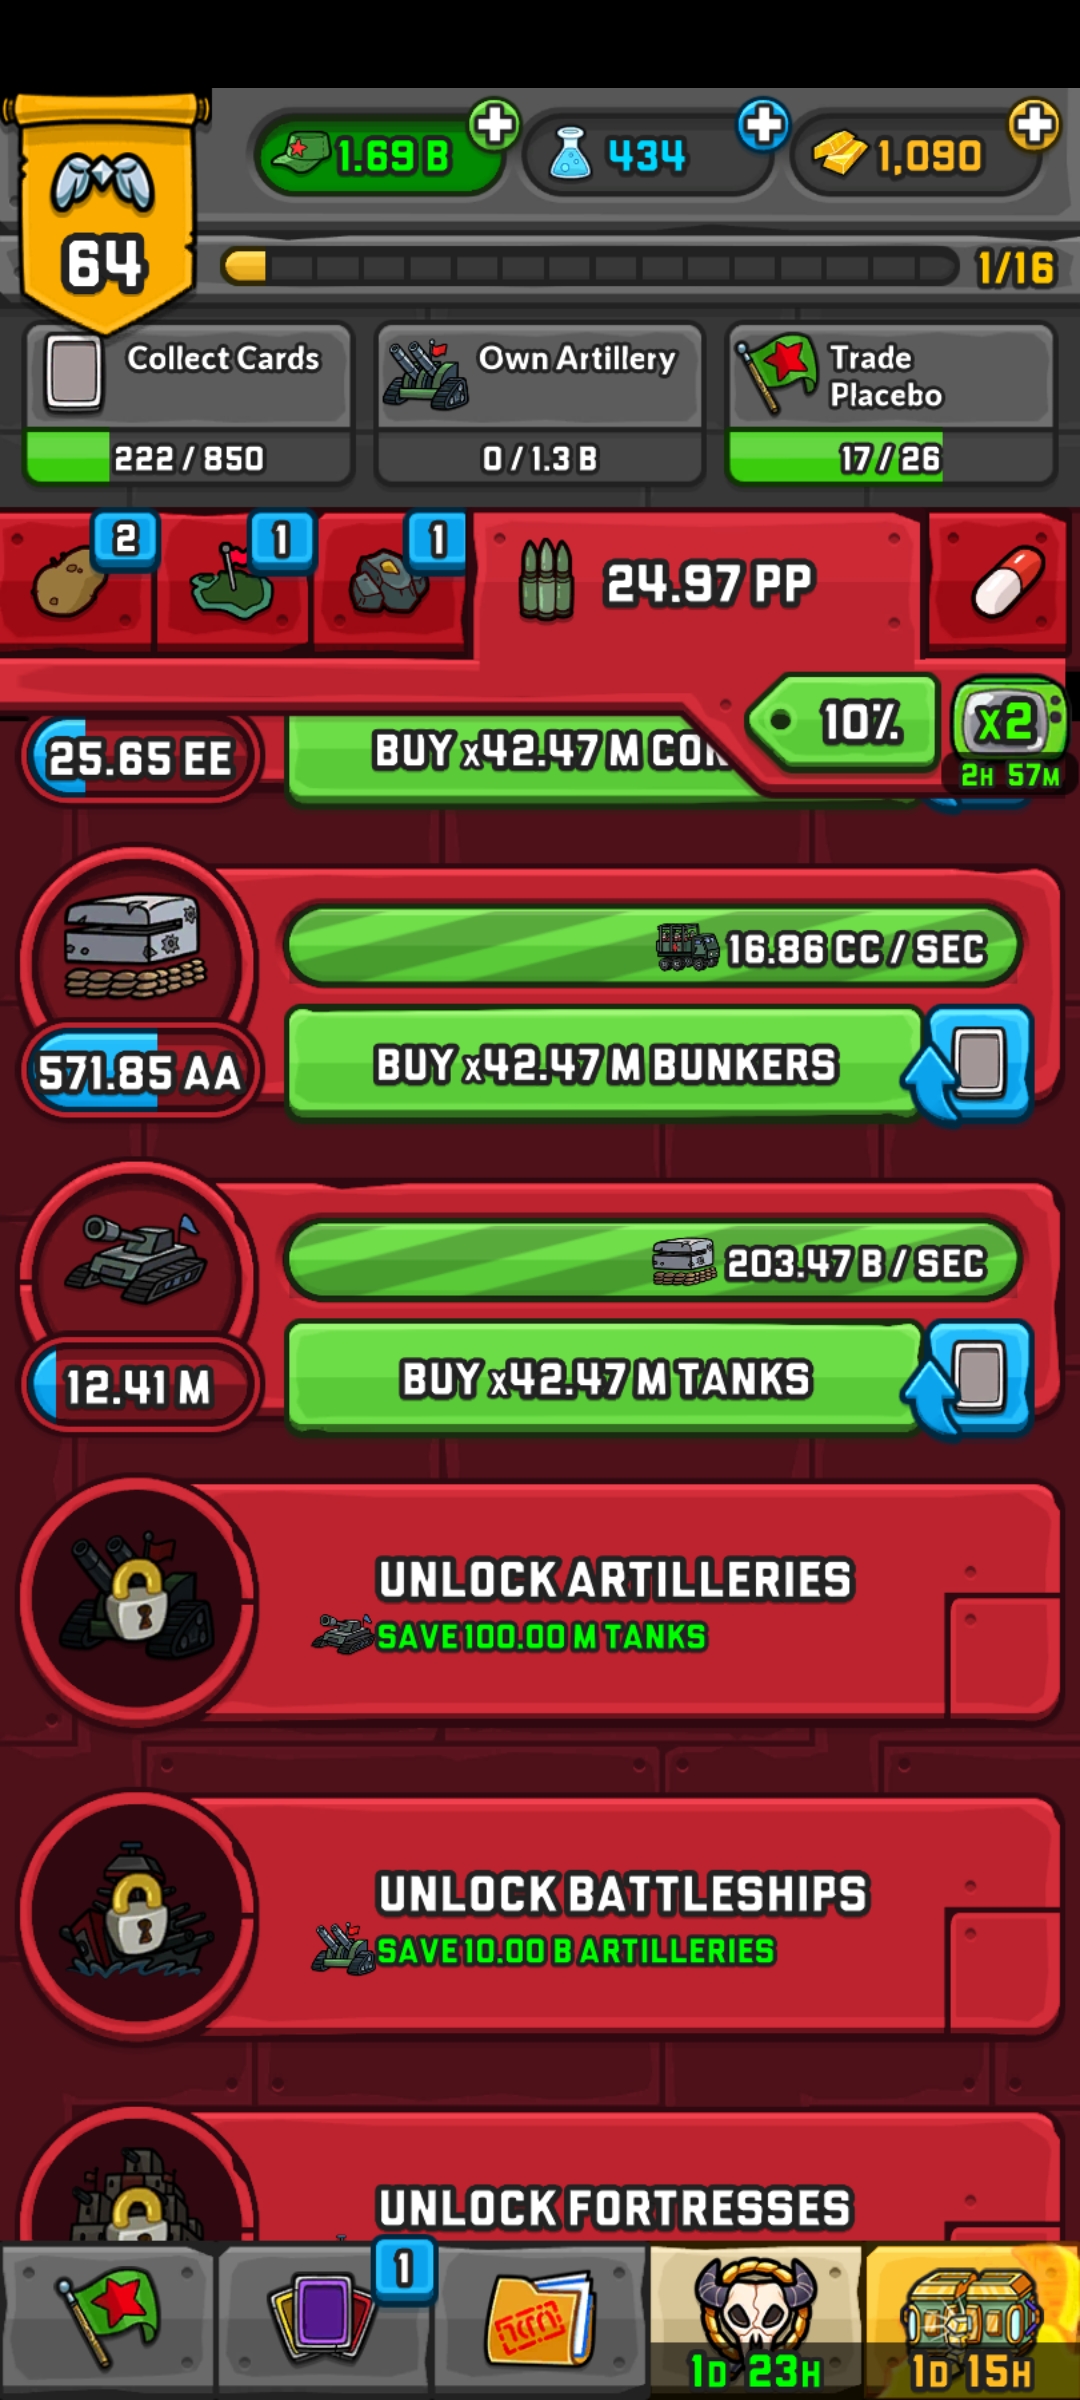 1.69 B
434
1,090
64
1/16
Collect Cards
222 / 850
Own Artillery
0 / 1.3 B
Trade
Placebo
17 / 26
2
1
1
24.97 PP
10%
x2
2H 57M
25.65 EE
BUY x42.47 M CON
16.86 CC / SEC
571.85 AA
BUY x42.47 M BUNKERS
203.47 B / SEC
12.41 M
BUY x42.47 M TANKS
UNLOCK ARTILLERIES
SAVE 100.00 M TANKS
UNLOCK BATTLESHIPS
SAVE 10.00 B ARTILLERIES
UNLOCK FORTRESSES
1
1D 23H
1D 15H